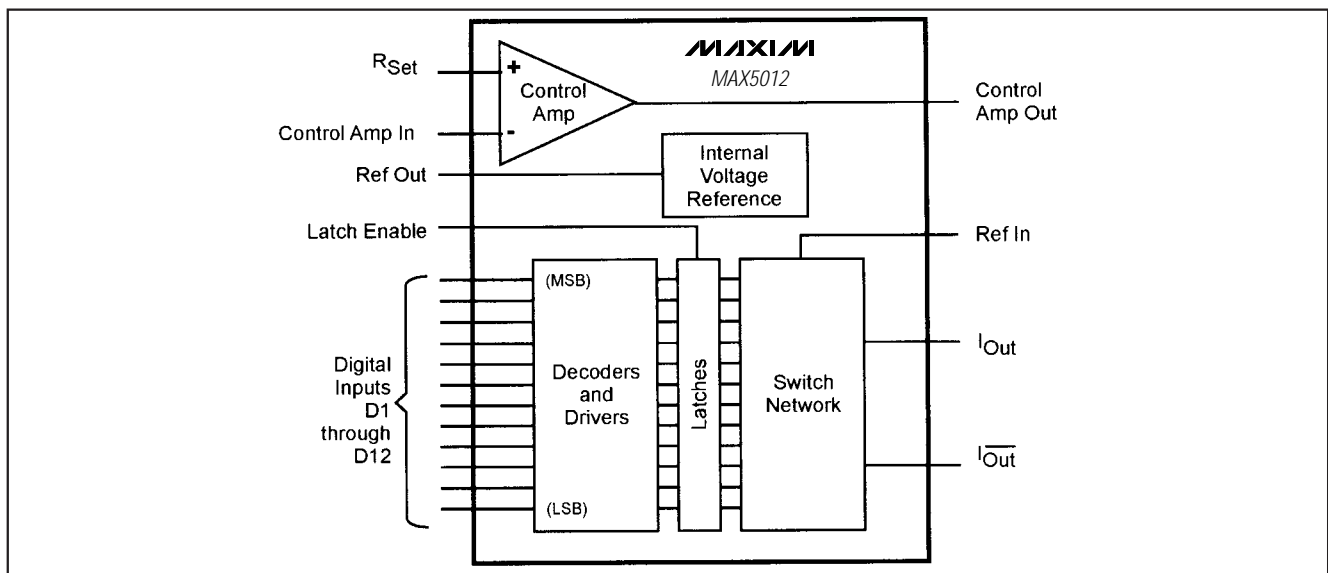 MAXIM
MAX5012
RSet
+
Control
Amp
-
Control Amp In
Control
Amp Out
Ref Out
Internal
Voltage
Reference
Latch Enable
Ref In
Digital
Inputs
D1
through
D12
(MSB)
Decoders
and
Drivers
(LSB)
Latches
Switch
Network
IOut
IOut